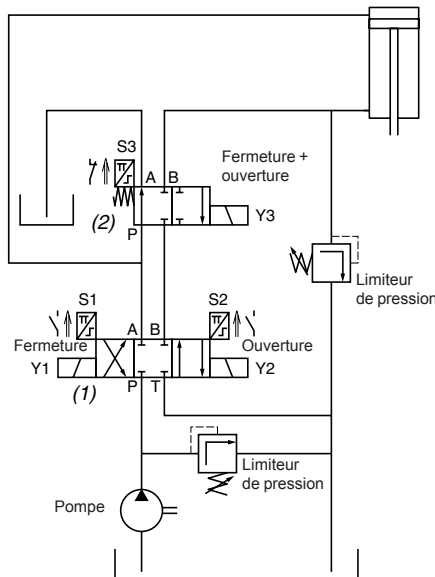 S3
A B
Fermeture +
ouverture
(2)
P
Y3
Limiteur
de pression
S1
S2
Fermeture
A B
Ouverture
Y1
Y2
(1)
P T
Limiteur
de pression
Pompe